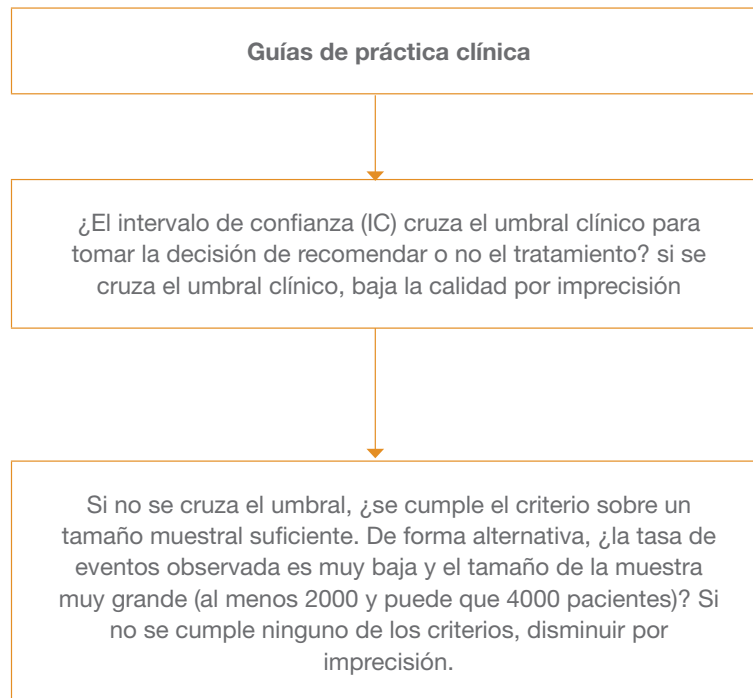 Guías de práctica clínica
¿El intervalo de confianza (IC) cruza el umbral clínico para
tomar la decisión de recomendar o no el tratamiento? si se
cruza el umbral clínico, baja la calidad por imprecisión
Si no se cruza el umbral, ¿se cumple el criterio sobre un
tamaño muestral suficiente. De forma alternativa, ¿la tasa de
eventos observada es muy baja y el tamaño de la muestra
muy grande (al menos 2000 y puede que 4000 pacientes)? Si
no se cumple ninguno de los criterios, disminuir por
imprecisión.